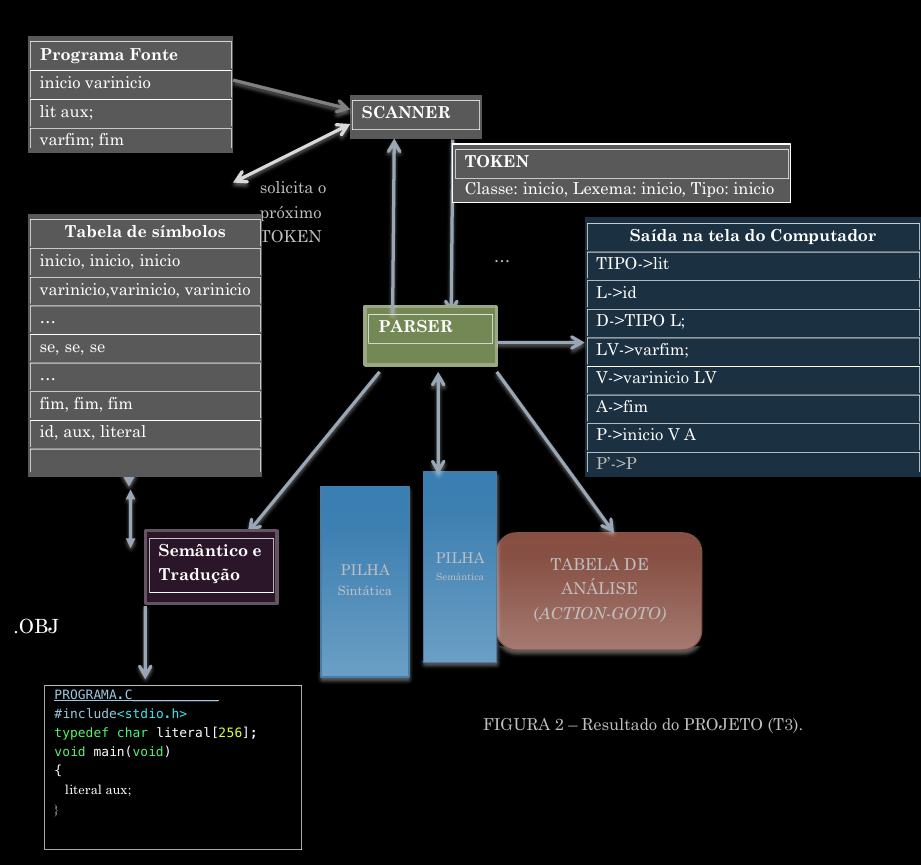 Programa Fonte
inicio varinicio
lit aux;
varfim; fim
SCANNER
TOKEN
Classe: inicio, Lexema: inicio, Tipo: inicio
solicita o
próximo
TOKEN
...
Tabela de símbolos
inicio, inicio, inicio
varinicio,varinicio, varinicio
...
se, se, se
...
fim, fim, fim
id, aux, literal
PARSER
Saída na tela do Computador
TIPO->lit
L->id
D->TIPO L;
LV->varfim;
V->varinicio LV
A->fim
P->inicio V A
P'->P
Semântico e
Tradução
PILHA
Sintática
PILHA
Semântica
TABELA DE
ANÁLISE
(ACTION-GOTO)
.OBJ
PROGRAMA.C
#include<stdio.h>
typedef char literal[256];
void main(void)
{
literal aux;
}
FIGURA 2 – Resultado do PROJETO (T3).